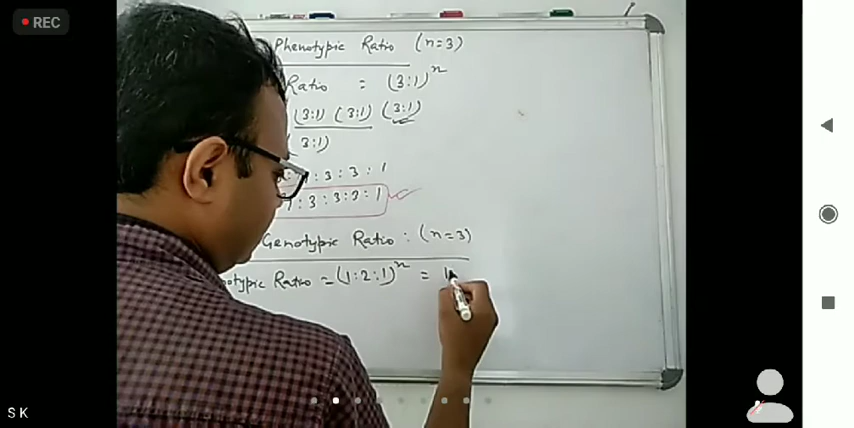 REC
Phenotypic Ratio (n=3)
Ratio = (3:1)ⁿ
(3:1) (3:1) (3:1)
3:1)
: 3 : 3 : 1
9 : 3 : 3 : 3 : 1
Genotypic Ratio : (n=3)
otypic Ratio = (1:2:1)ⁿ =
S K